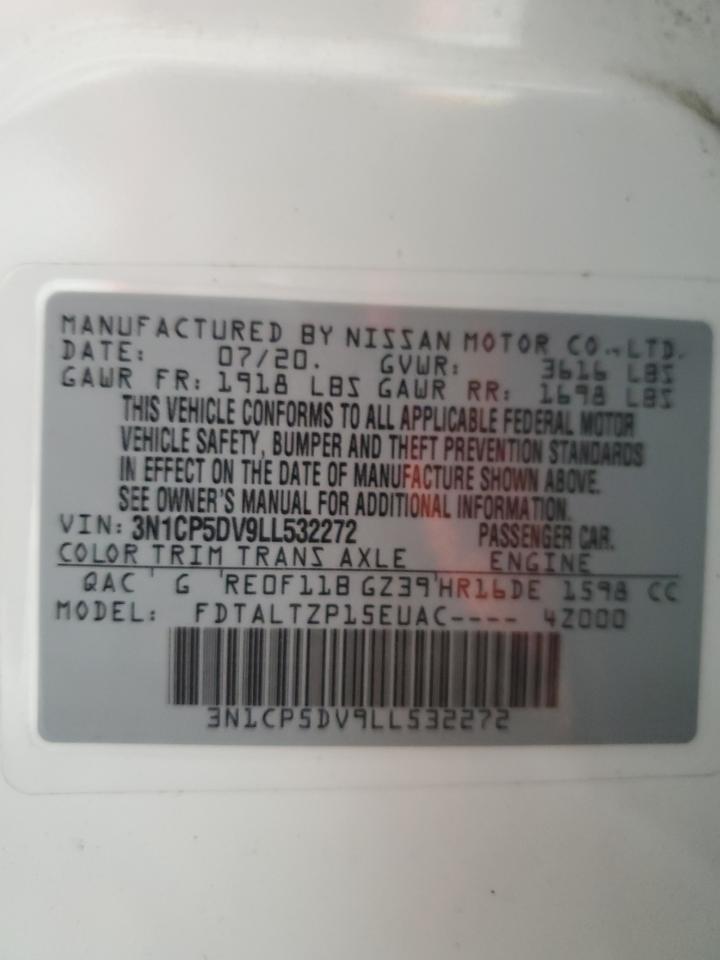 MANUFACTURED BY NISSAN MOTOR CO.,LTD.
DATE: 07/20. GVWR: 3616 LBS
GAWR FR: 1918 LBS GAWR RR: 1698 LBS
THIS VEHICLE CONFORMS TO ALL APPLICABLE FEDERAL MOTOR
VEHICLE SAFETY, BUMPER AND THEFT PREVENTION STANDARDS
IN EFFECT ON THE DATE OF MANUFACTURE SHOWN ABOVE.
SEE OWNER'S MANUAL FOR ADDITIONAL INFORMATION.
VIN: 3N1CP5DV9LL532272 PASSENGER CAR.
COLOR TRIM TRANS AXLE ENGINE
QAC G RE0F11B GZ39 HR16DE 1598 CC
MODEL: FDTALTZP15EUAC---- 4Z000
3N1CP5DV9LL532272